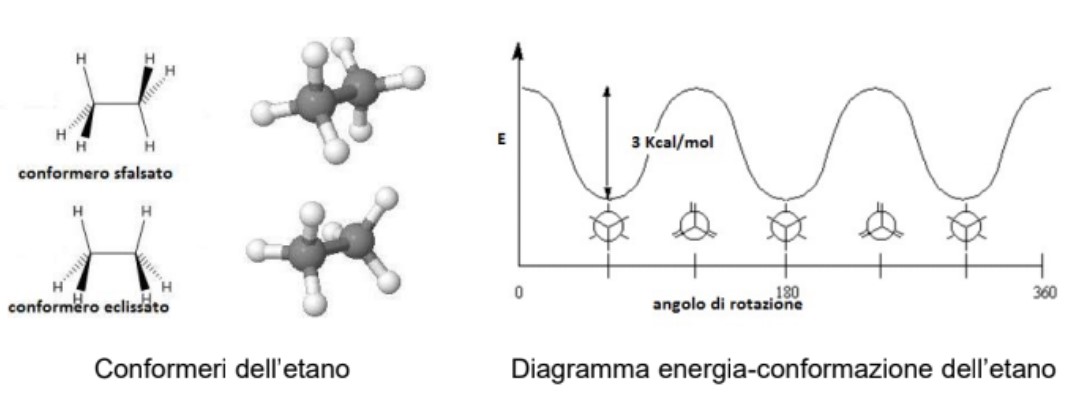 H
H
H
H
H
H
conformero sfalsato
H
H
H
H
H
H
conformero eclissato
Conformeri dell'etano
E
3 Kcal/mol
0
180
360
angolo di rotazione
Diagramma energia-conformazione dell'etano